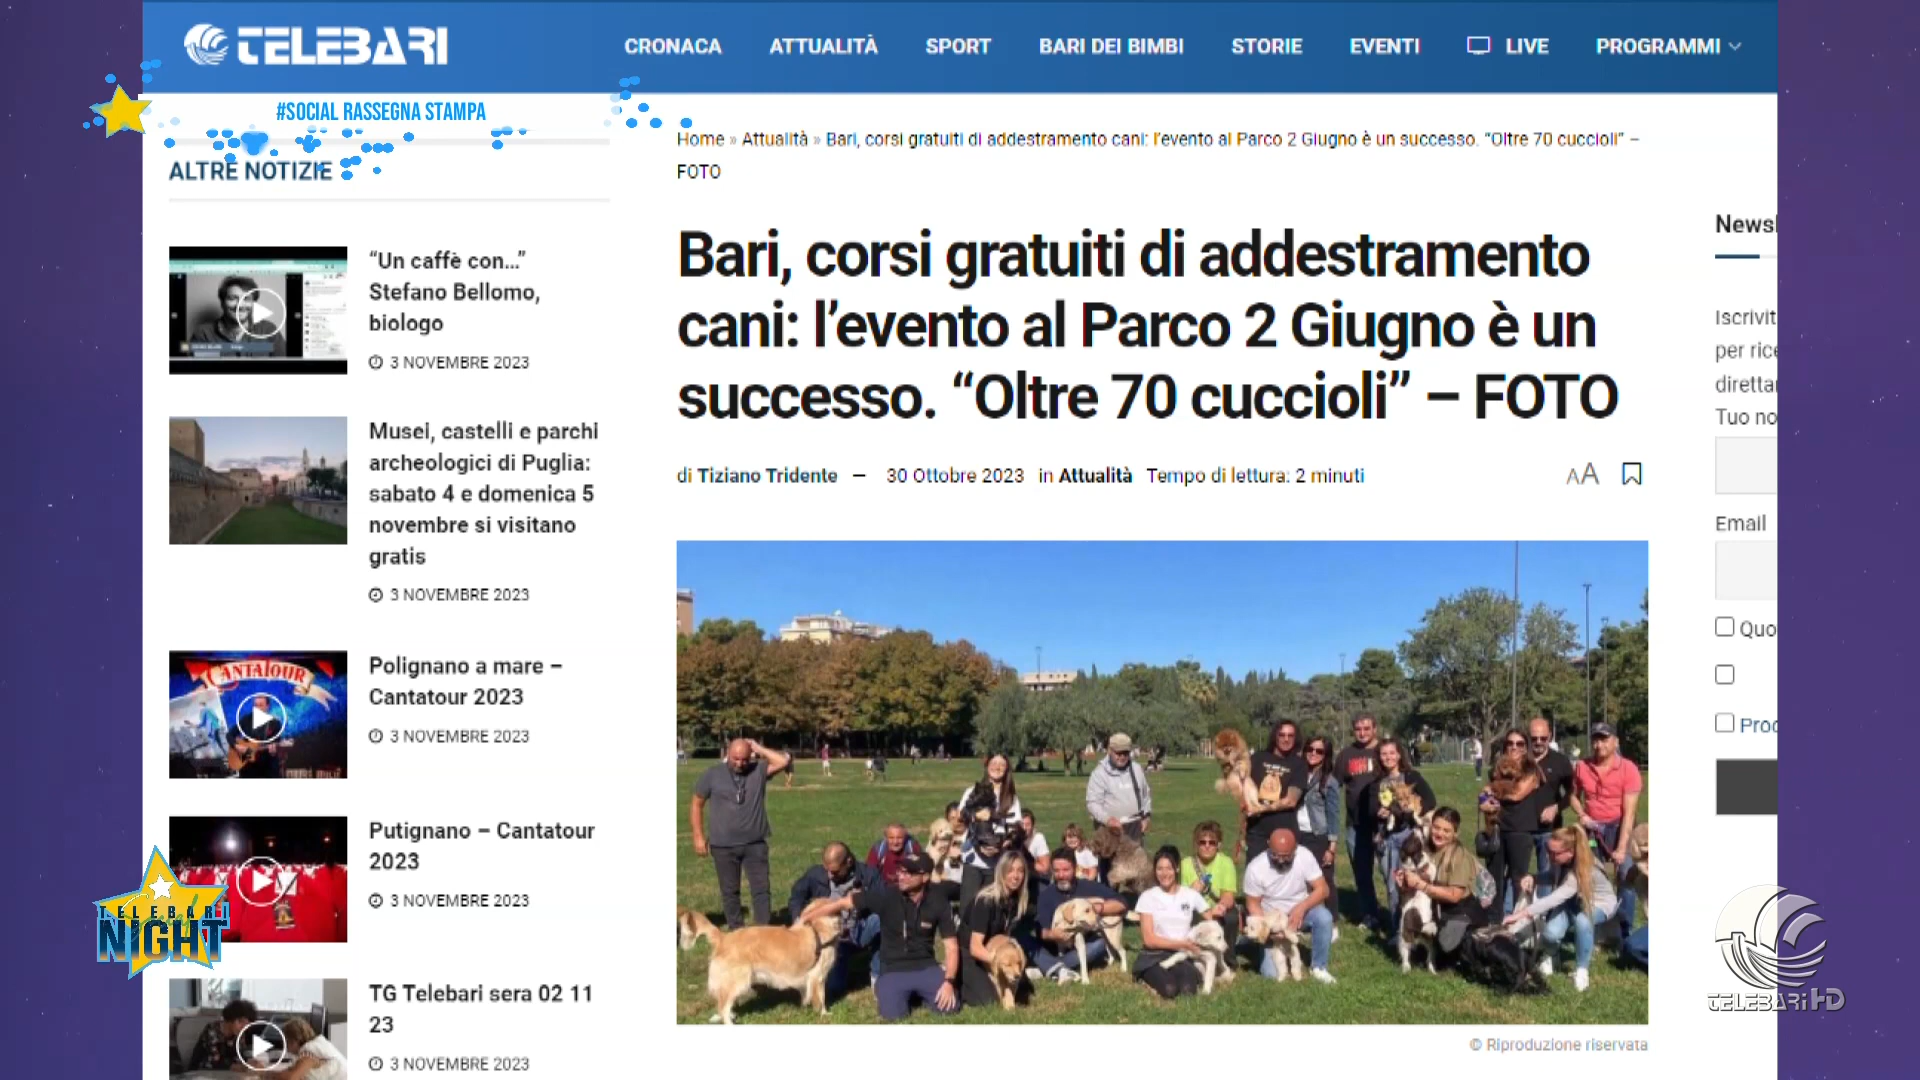 TELEBARI
CRONACA
ATTUALITÀ
SPORT
BARI DEI BIMBI
STORIE
EVENTI
LIVE
PROGRAMMI
#SOCIAL RASSEGNA STAMPA
ALTRE NOTIZIE
“Un caffè con...”
Stefano Bellomo,
biologo
3 NOVEMBRE 2023
Musei, castelli e parchi
archeologici di Puglia:
sabato 4 e domenica 5
novembre si visitano
gratis
3 NOVEMBRE 2023
CANTATOUR
Polignano a mare –
Cantatour 2023
3 NOVEMBRE 2023
Putignano – Cantatour
2023
3 NOVEMBRE 2023
TG Telebari sera 02 11
23
3 NOVEMBRE 2023
TELEBARI
NIGHT
Home » Attualità » Bari, corsi gratuiti di addestramento cani: l’evento al Parco 2 Giugno è un successo. “Oltre 70 cuccioli” –
FOTO
Bari, corsi gratuiti di addestramento
cani: l’evento al Parco 2 Giugno è un
successo. “Oltre 70 cuccioli” – FOTO
di Tiziano Tridente — 30 Ottobre 2023 in Attualità Tempo di lettura: 2 minuti
AA
© Riproduzione riservata
Newsl
Iscrivit
per rice
direttar
Tuo no
Email
Quo
Proc
TELEBARI HD